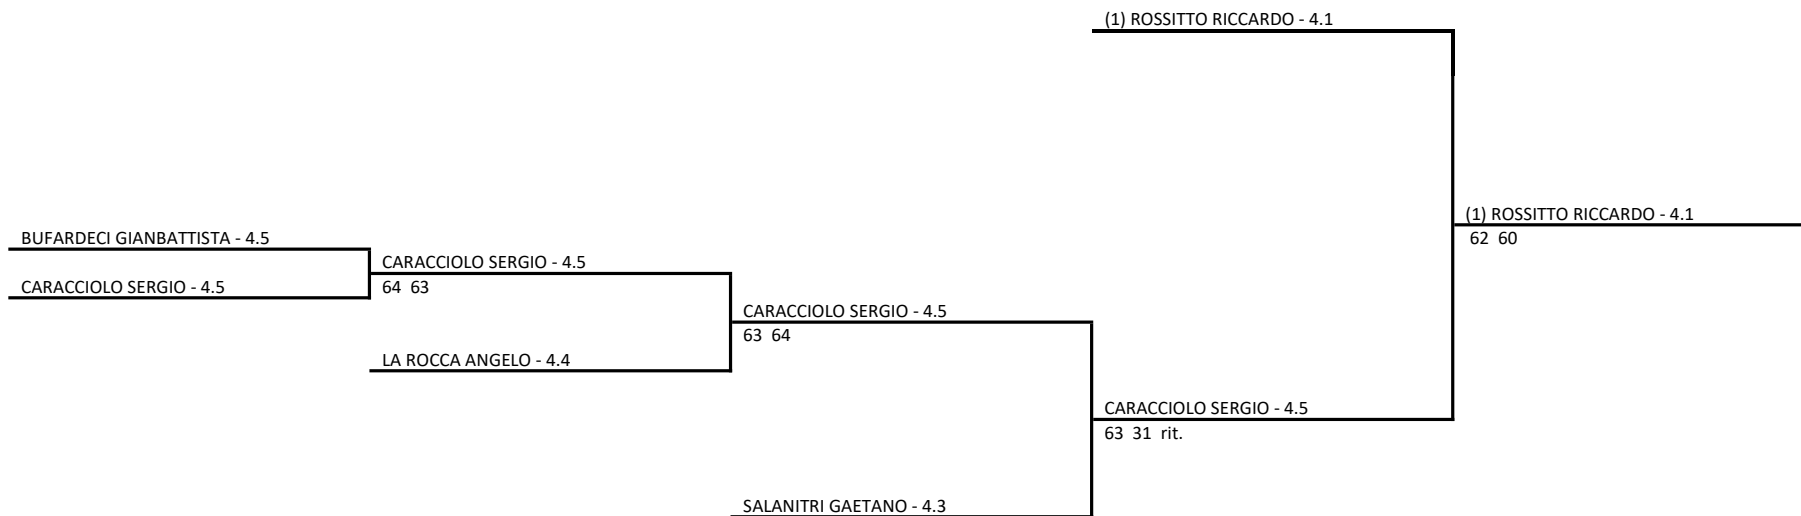 (1) ROSSITTO RICCARDO - 4.1
(1) ROSSITTO RICCARDO - 4.1
BUFARDECI GIANBATTISTA - 4.5
62 60
CARACCIOLO SERGIO - 4.5
CARACCIOLO SERGIO - 4.5
64 63
CARACCIOLO SERGIO - 4.5
63 64
LA ROCCA ANGELO - 4.4
CARACCIOLO SERGIO - 4.5
63 31 rit.
SALANITRI GAETANO - 4.3